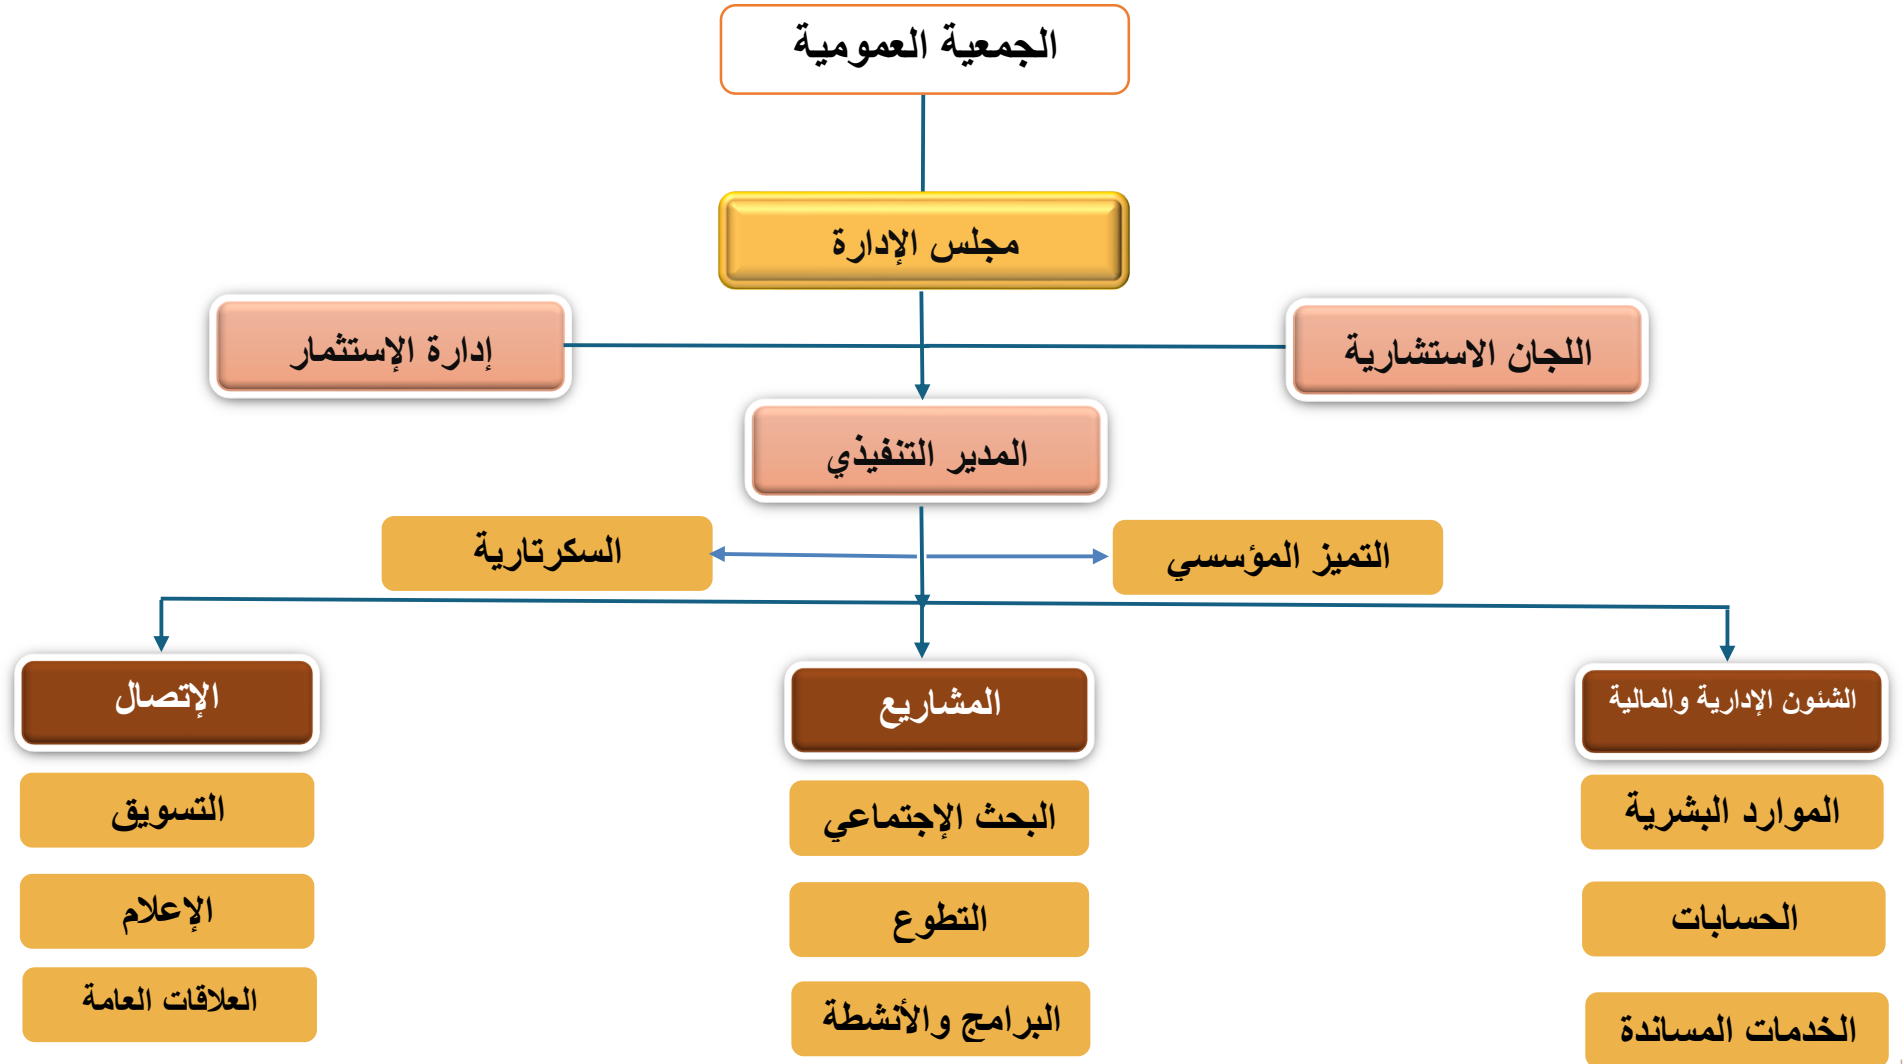 الجمعية العمومية
مجلس الإدارة
اللجان الاستشارية
إدارة الإستثمار
المدير التنفيذي
التميز المؤسسي
السكرتارية
الشئون الإدارية والمالية
المشاريع
الإتصال
الموارد البشرية
البحث الإجتماعي
التسويق
الحسابات
التطوع
الإعلام
الخدمات المساندة
البرامج والأنشطة
العلاقات العامة